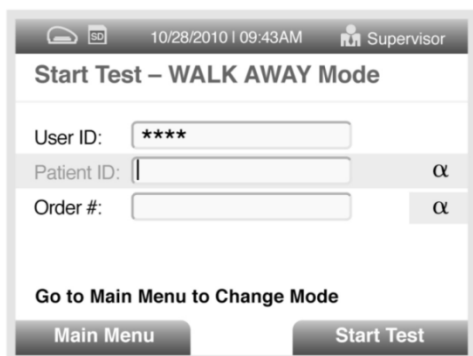 SD 10/28/2010 | 09:43AM Supervisor
Start Test – WALK AWAY Mode
User ID: ****
Patient ID: α
Order #: α
Go to Main Menu to Change Mode
Main Menu Start Test